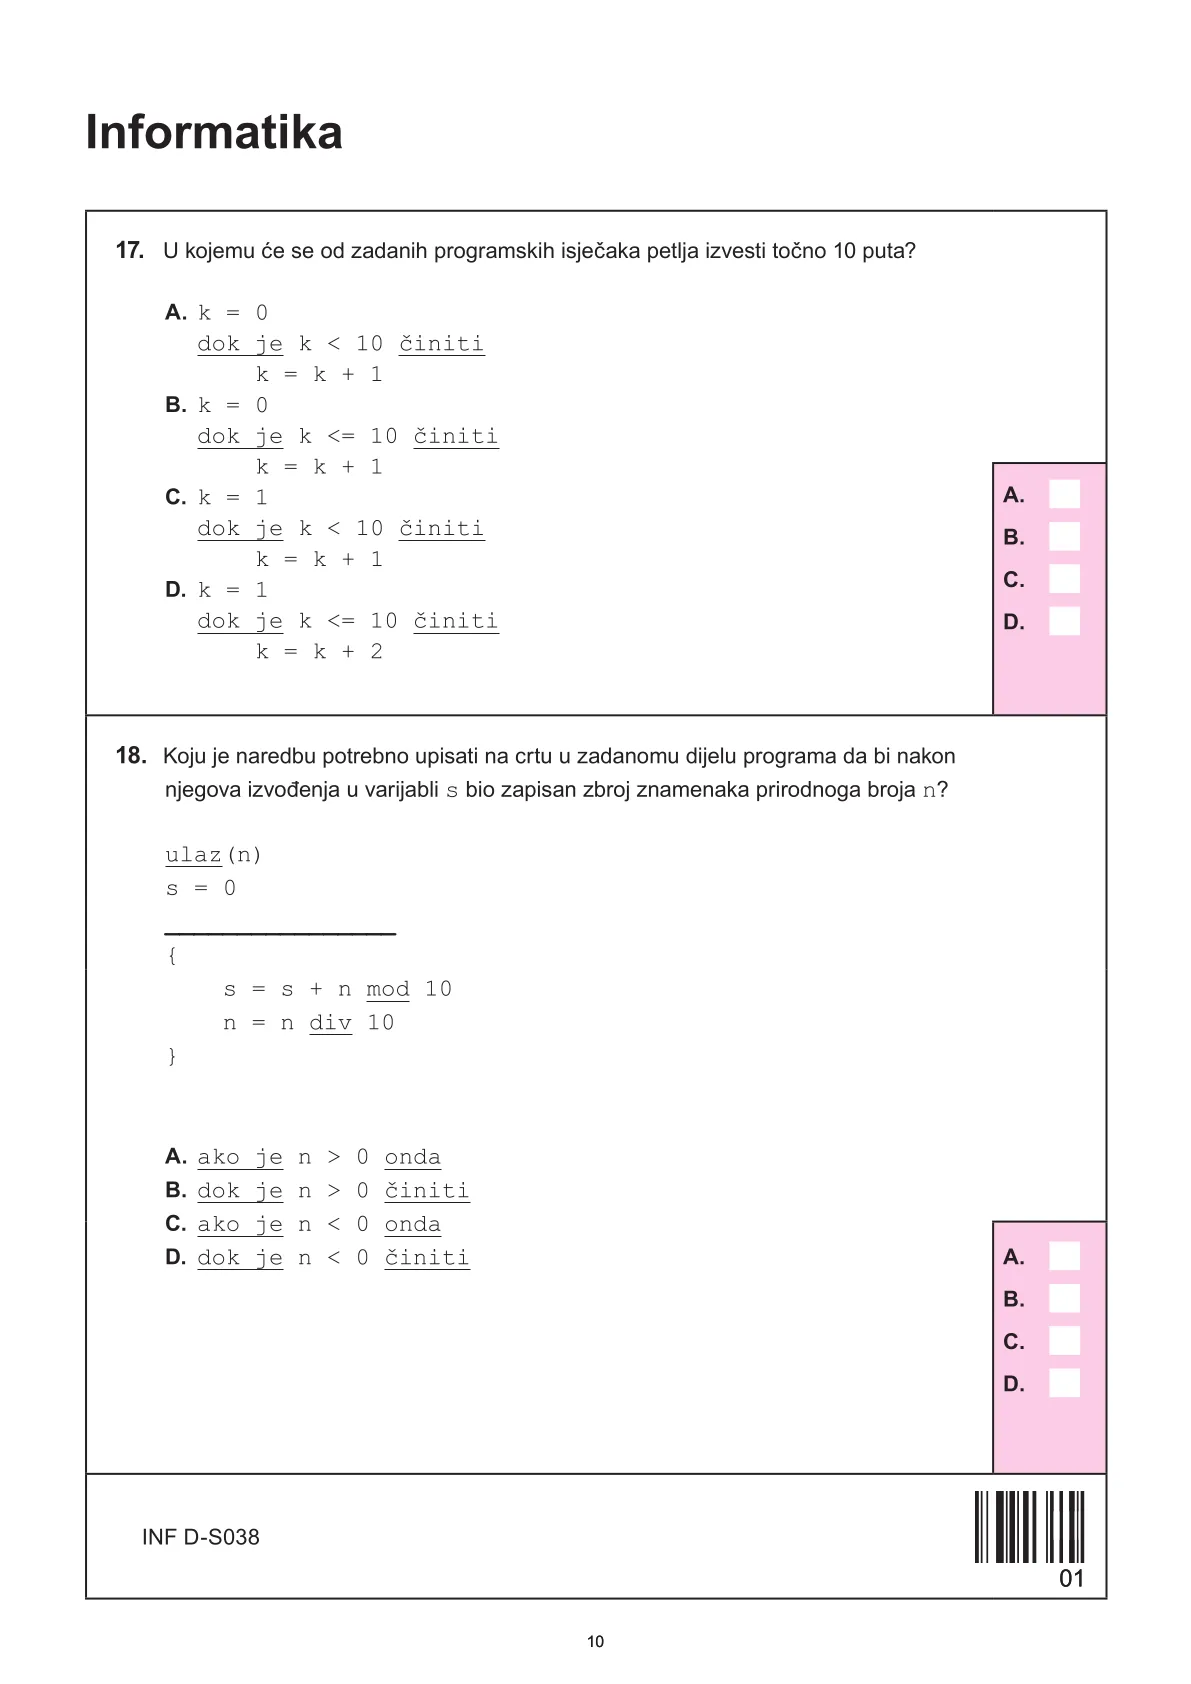 Informatika
17. U kojemu će se od zadanih programskih isječaka petlja izvesti točno 10 puta?
A. k = 0
dok je k < 10 činiti
k = k + 1
B. k = 0
dok je k <= 10 činiti
k = k + 1
C. k = 1
dok je k < 10 činiti
k = k + 1
D. k = 1
dok je k <= 10 činiti
k = k + 2
A.
B.
C.
D.
18. Koju je naredbu potrebno upisati na crtu u zadanomu dijelu programa da bi nakon
njegova izvođenja u varijabli s bio zapisan zbroj znamenaka prirodnoga broja n?
ulaz(n)
s = 0
________________
{
s = s + n mod 10
n = n div 10
}
A. ako je n > 0 onda
B. dok je n > 0 činiti
C. ako je n < 0 onda
D. dok je n < 0 činiti
A.
B.
C.
D.
INF D-S038
01
10